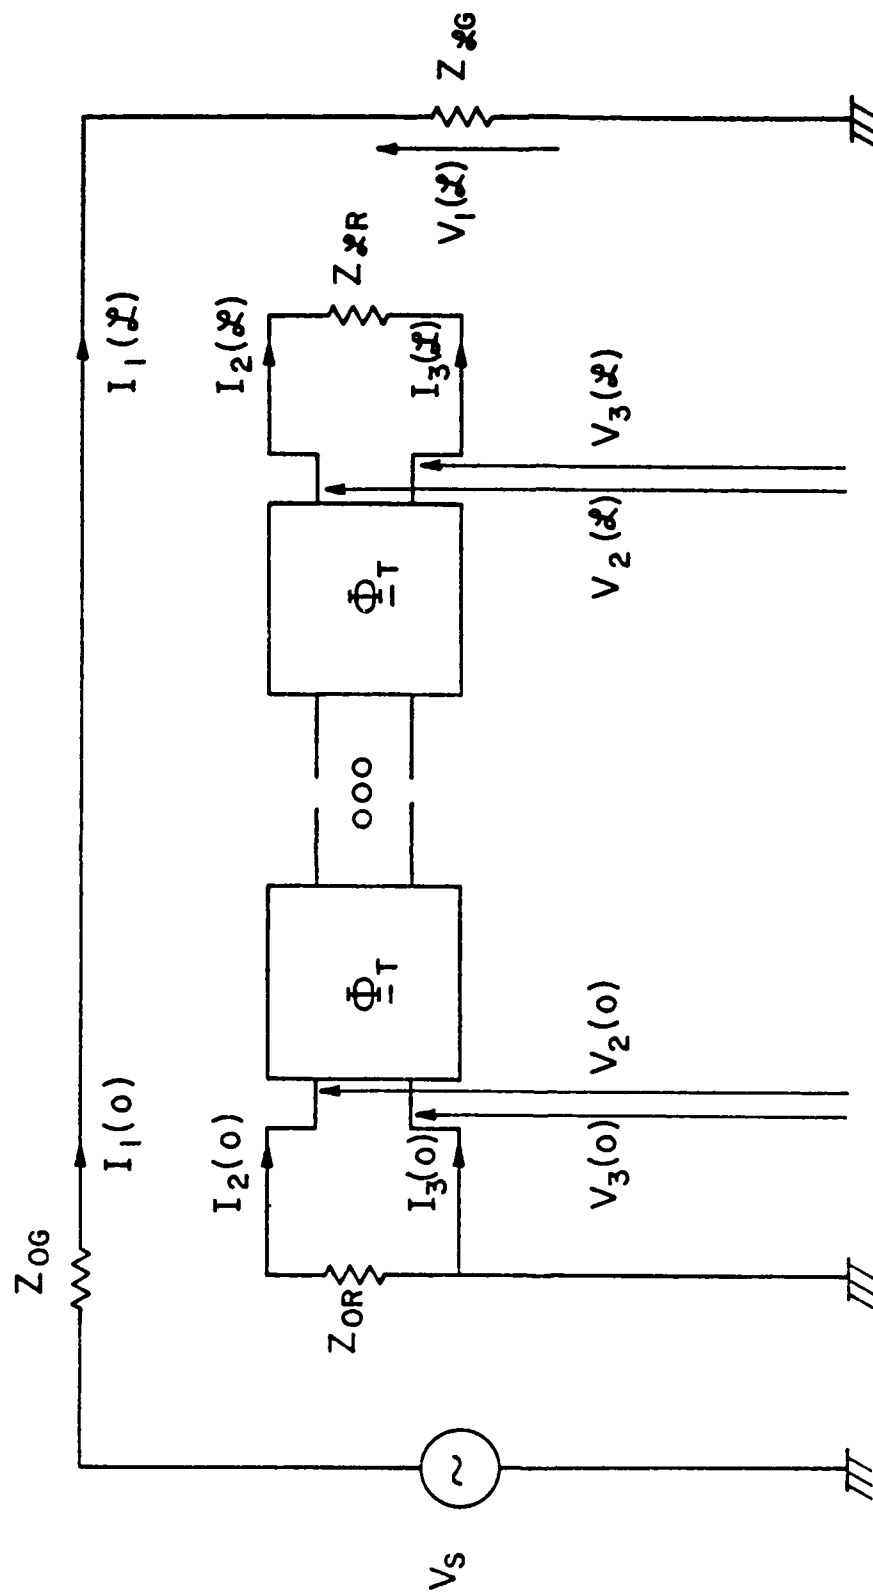 Z_OG
I_1(0)
I_1(ℒ)
I_2(0)
I_2(ℒ)
Z_OR
Z_ℒR
I_3(0)
I_3(ℒ)
Φ_T
ooo
Φ_T
V_S
~
V_1(ℒ)
Z_ℒG
V_3(0)
V_2(0)
V_2(ℒ)
V_3(ℒ)